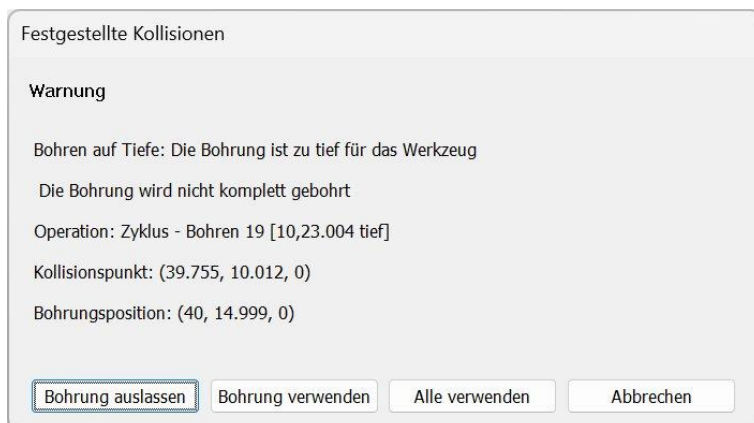 Festgestellte Kollisionen
Warnung
Bohren auf Tiefe: Die Bohrung ist zu tief für das Werkzeug
Die Bohrung wird nicht komplett gebohrt
Operation: Zyklus - Bohren 19 [10,23.004 tief]
Kollisionspunkt: (39.755, 10.012, 0)
Bohrungsposition: (40, 14.999, 0)
Bohrung auslassen Bohrung verwenden Alle verwenden Abbrechen